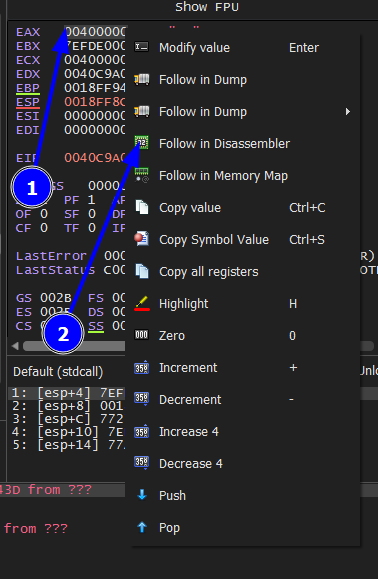 Show FPU
EAX 00400000 " "
EBX 7EFDE000
ECX 00000000
EDX 0040C9A0
EBP 0018FF94
ESP 0018FF8C
ESI 00000000
EDI 00000000
EIP 0040C9A0
GS 0000
PF 1
OF 0 SF 0 DF
CF 0 TF 0 IF
LastError
LastStatus C00
GS 002B FS 00
ES 002B DS 00
CS 00 SS 00
Default (stdcall)
1: [esp+4] 7EF
2: [esp+8] 001
3: [esp+C] 772
4: [esp+10] 7E
5: [esp+14] 77
43D from ???
from ???
Modify value Enter
Follow in Dump
Follow in Dump
Follow in Disassembler
Follow in Memory Map
Copy value Ctrl+C
Copy Symbol Value Ctrl+S
Copy all registers
Highlight H
Zero 0
Increment +
Decrement -
Increase 4
Decrease 4
Push
Pop
1
2